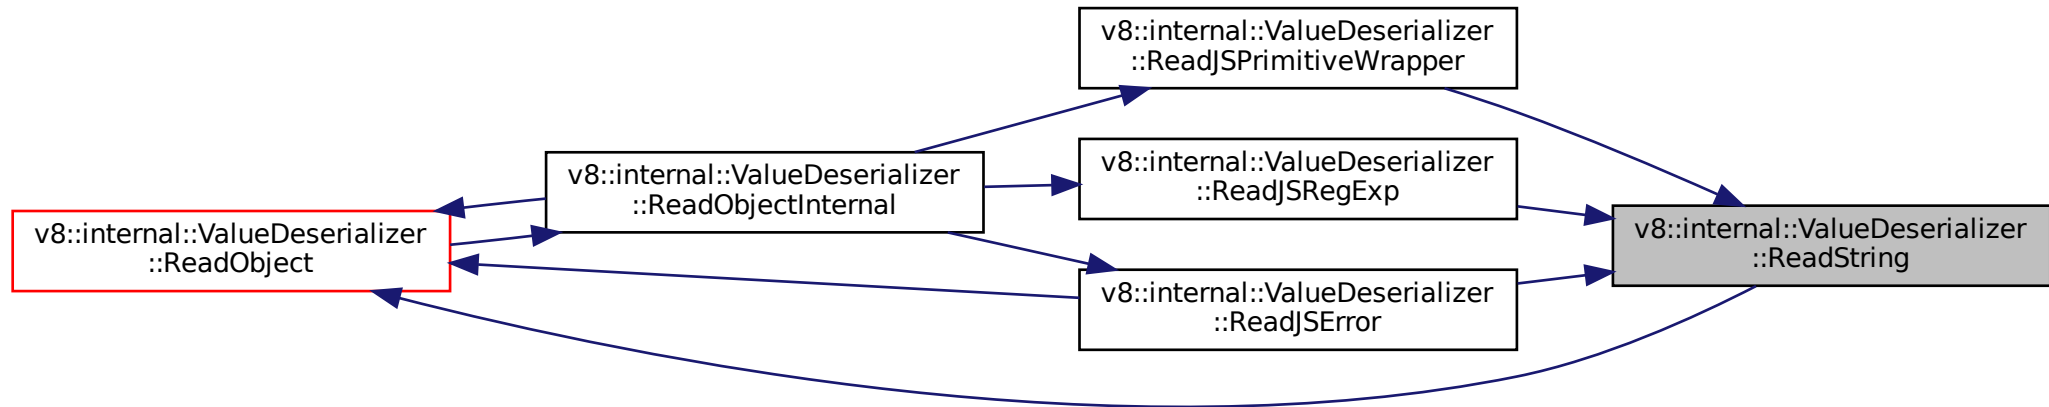 v8::internal::ValueDeserializer
::ReadObject
v8::internal::ValueDeserializer
::ReadObjectInternal
v8::internal::ValueDeserializer
::ReadJSPrimitiveWrapper
v8::internal::ValueDeserializer
::ReadJSRegExp
v8::internal::ValueDeserializer
::ReadJSError
v8::internal::ValueDeserializer
::ReadString